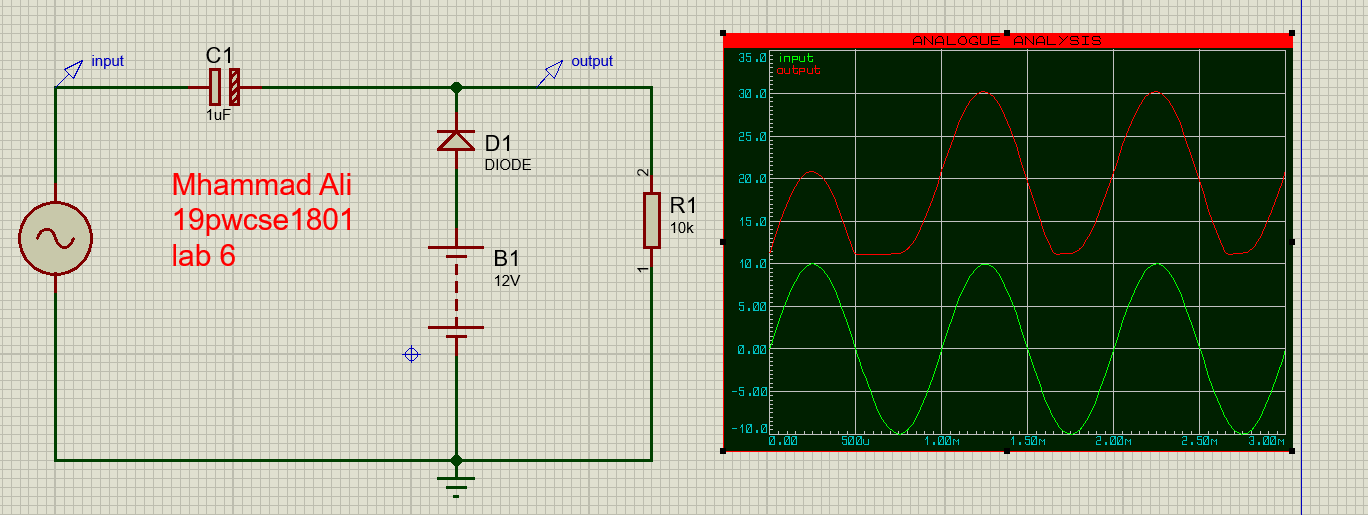 input
C1
1uF
output
D1
DIODE
Mhammad Ali
19pwcse1801
lab 6
2
R1
10k
1
B1
12V
ANALOGUE ANALYSIS
35.0
input
output
30.0
25.0
20.0
15.0
10.0
5.00
0.00
-5.00
-10.0
0.00 500u 1.00m 1.50m 2.00m 2.50m 3.00m